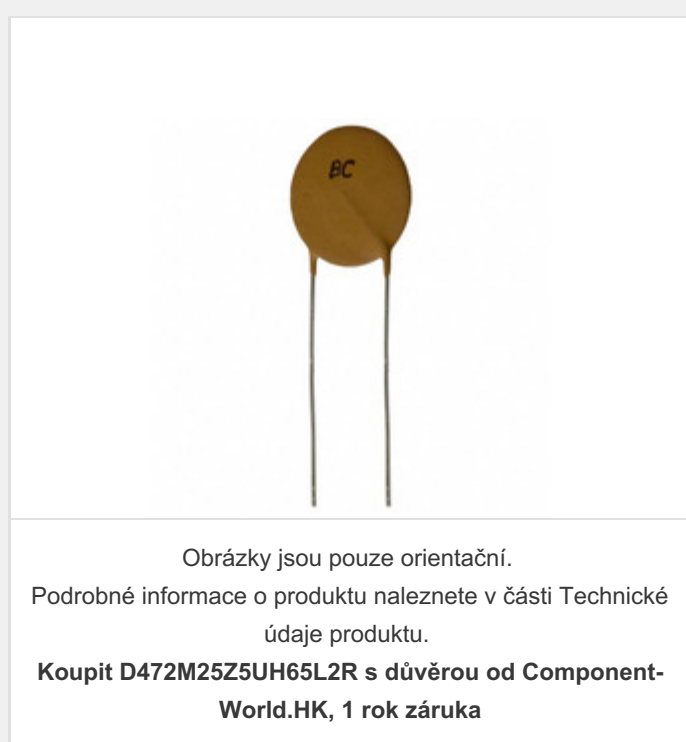 BC
Obrázky jsou pouze orientační.
Podrobné informace o produktu naleznete v části Technické
údaje produktu.
Koupit D472M25Z5UH65L2R s důvěrou od Component-
World.HK, 1 rok záruka